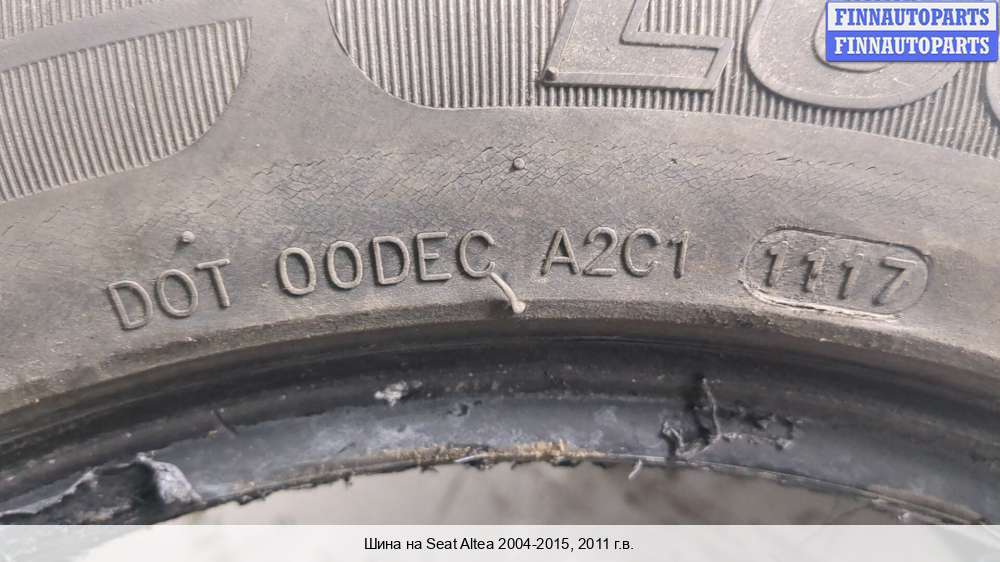 FINNAUTOPARTS
FINNAUTOPARTS
DOT 00DEC A2C1 1117
Шина на Seat Altea 2004-2015, 2011 г.в.